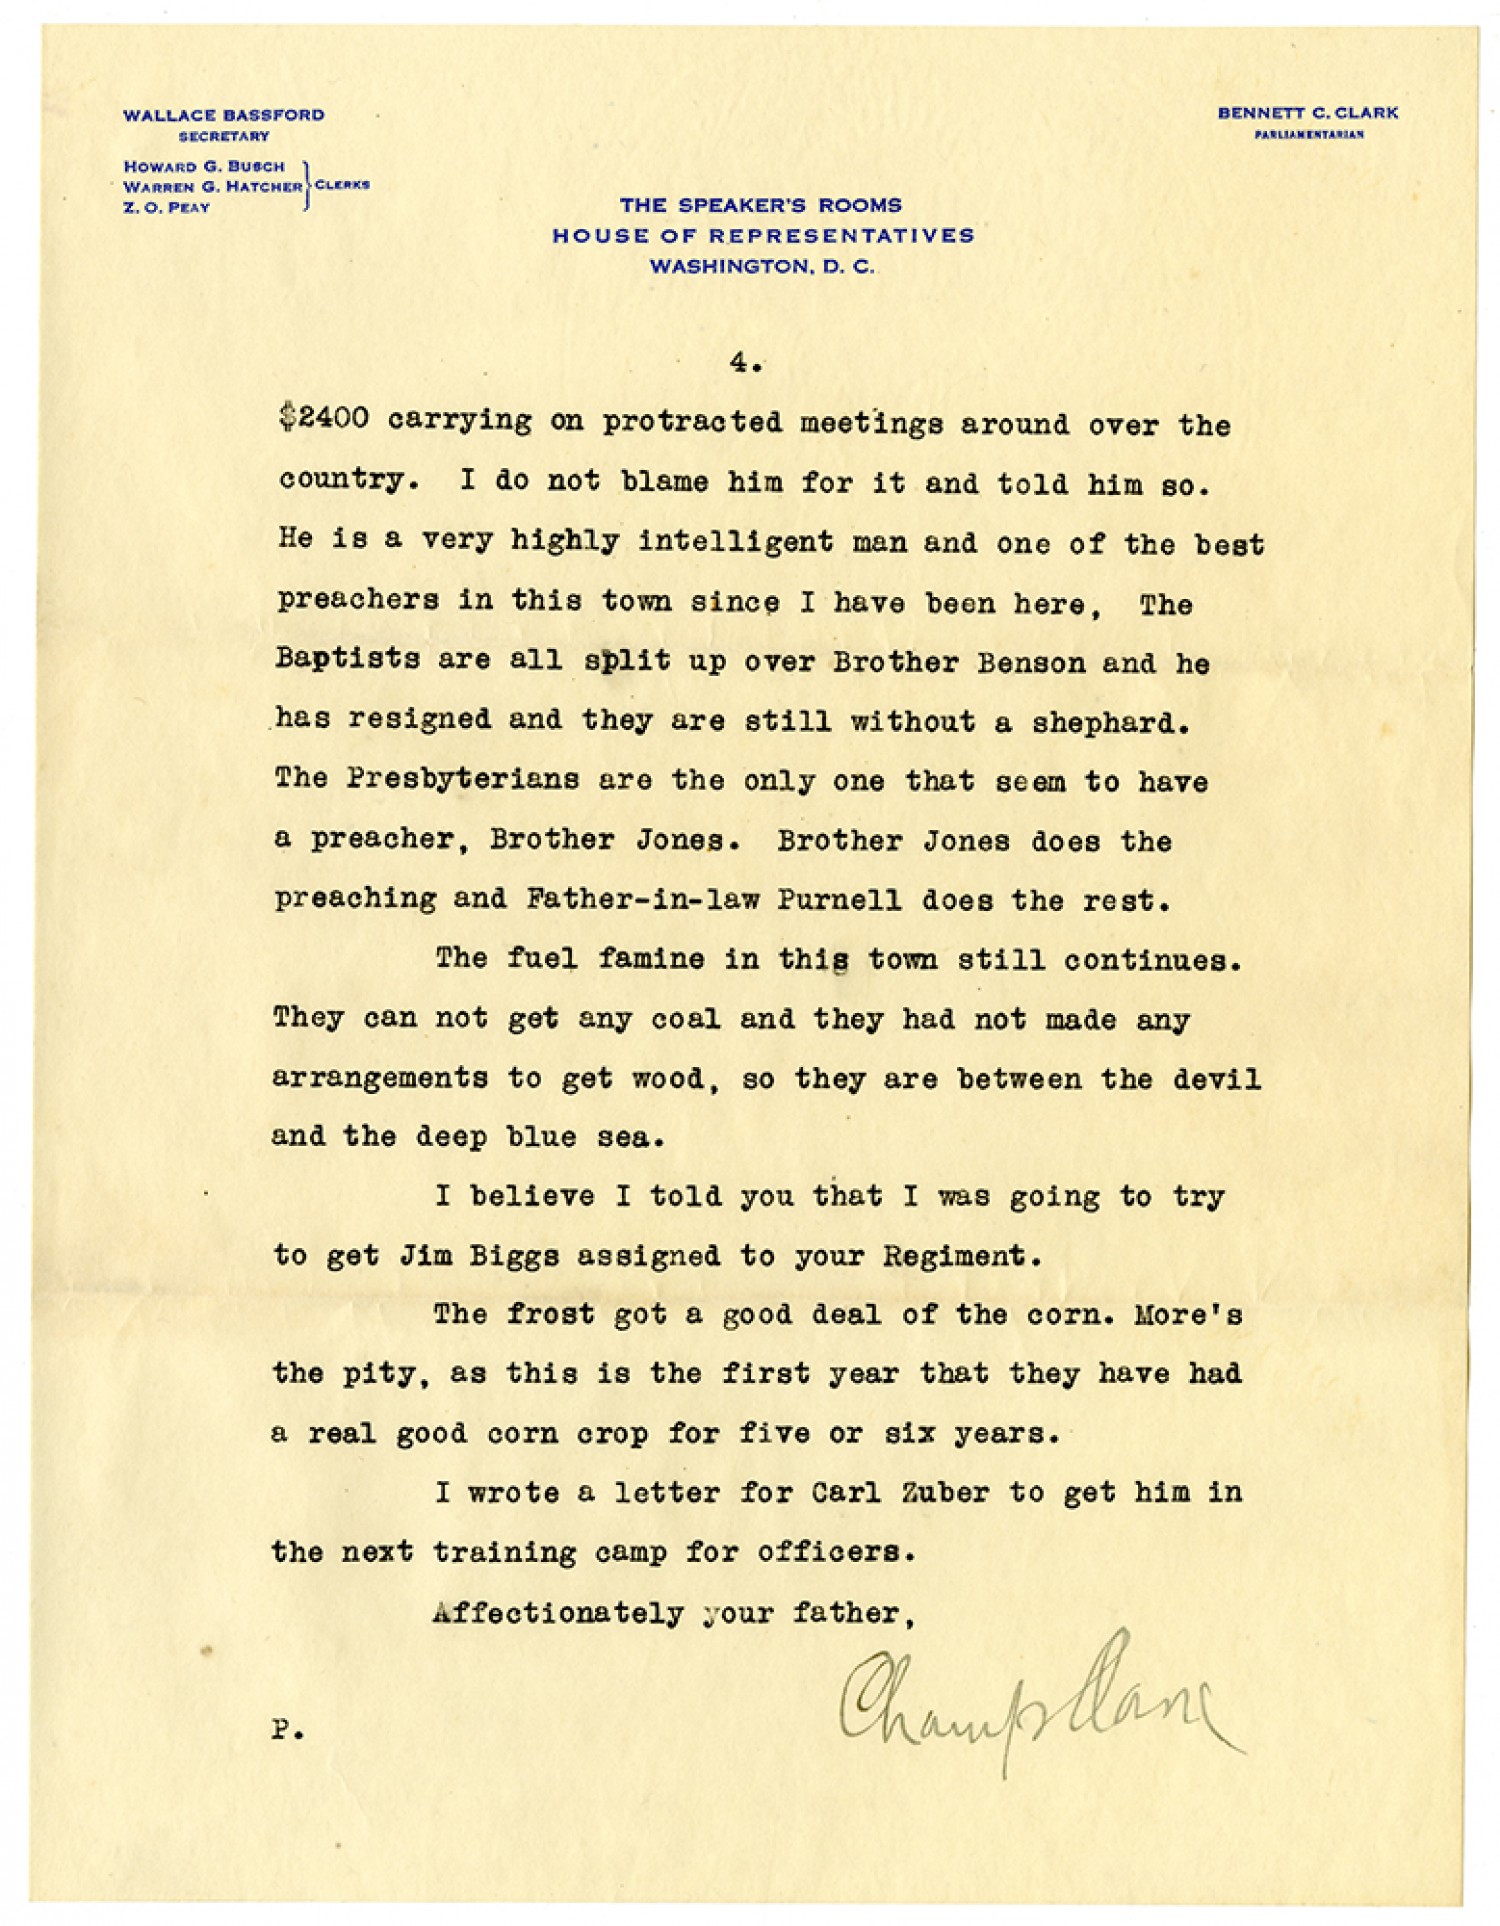 WALLACE BASSFORD
SECRETARY
HOWARD G. BUSCH
WARREN G. HATCHER } CLERKS
Z. O. PEAY
BENNETT C. CLARK
PARLIAMENTARIAN
THE SPEAKER'S ROOMS
HOUSE OF REPRESENTATIVES
WASHINGTON, D. C.
4.
$2400 carrying on protracted meetings around over the
country. I do not blame him for it and told him so.
He is a very highly intelligent man and one of the best
preachers in this town since I have been here, The
Baptists are all split up over Brother Benson and he
has resigned and they are still without a shephard.
The Presbyterians are the only one that seem to have
a preacher, Brother Jones. Brother Jones does the
preaching and Father-in-law Purnell does the rest.
The fuel famine in this town still continues.
They can not get any coal and they had not made any
arrangements to get wood, so they are between the devil
and the deep blue sea.
I believe I told you that I was going to try
to get Jim Biggs assigned to your Regiment.
The frost got a good deal of the corn. More's
the pity, as this is the first year that they have had
a real good corn crop for five or six years.
I wrote a letter for Carl Zuber to get him in
the next training camp for officers.
Affectionately your father,
Champ Clark
P.